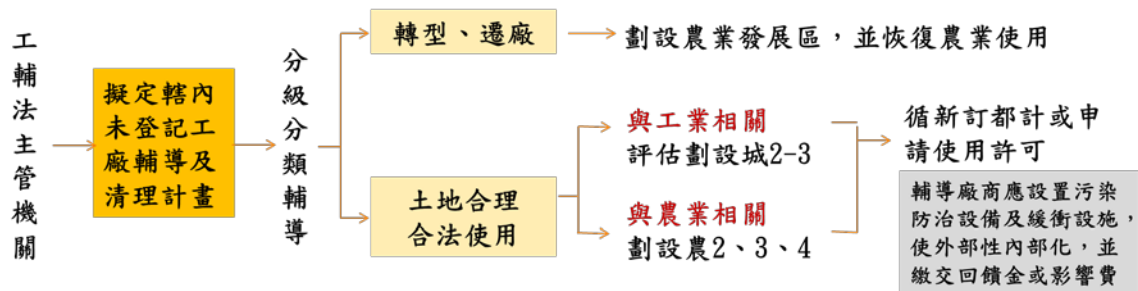 工輔法主管機關
擬定轄內
未登記工
廠輔導及
清理計畫
分級分類輔導
轉型、遷廠
劃設農業發展區，並恢復農業使用
土地合理
合法使用
與工業相關
評估劃設城2-3
與農業相關
劃設農2、3、4
循新訂都計或申
請使用許可
輔導廠商應設置污染
防治設備及緩衝設施，
使外部性內部化，並
繳交回饋金或影響費